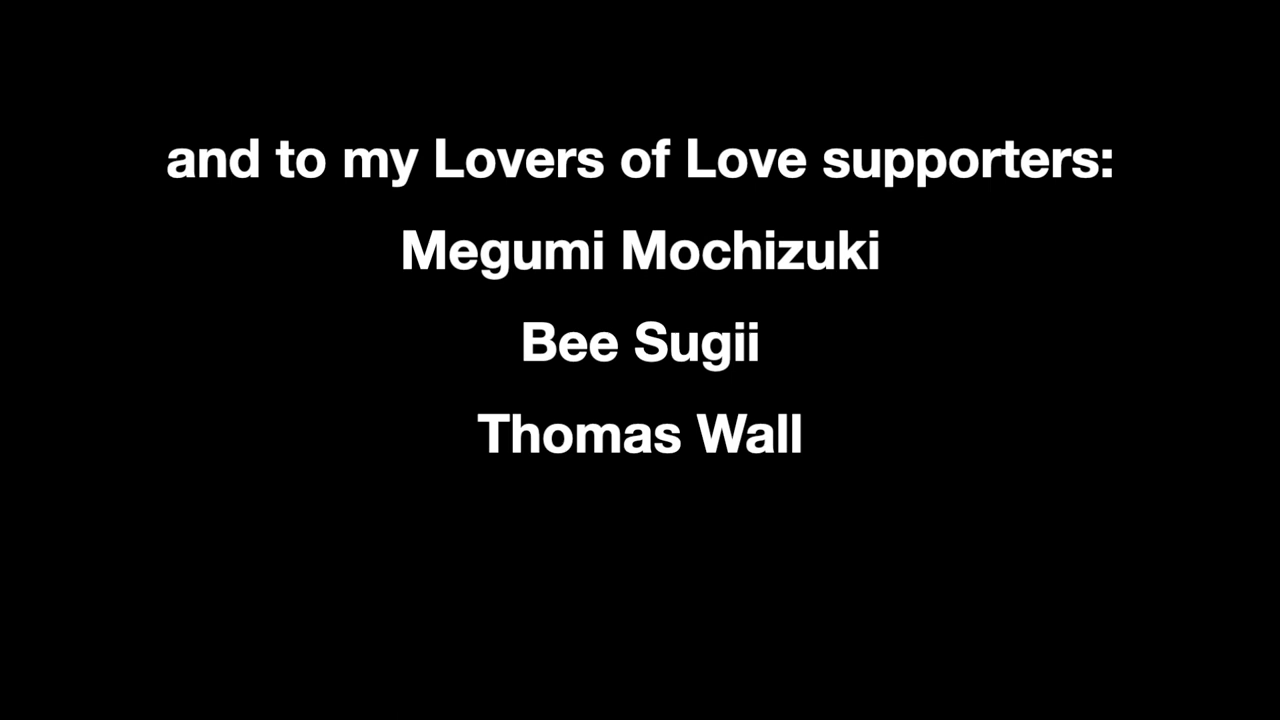 and to my Lovers of Love supporters:
Megumi Mochizuki
Bee Sugii
Thomas Wall